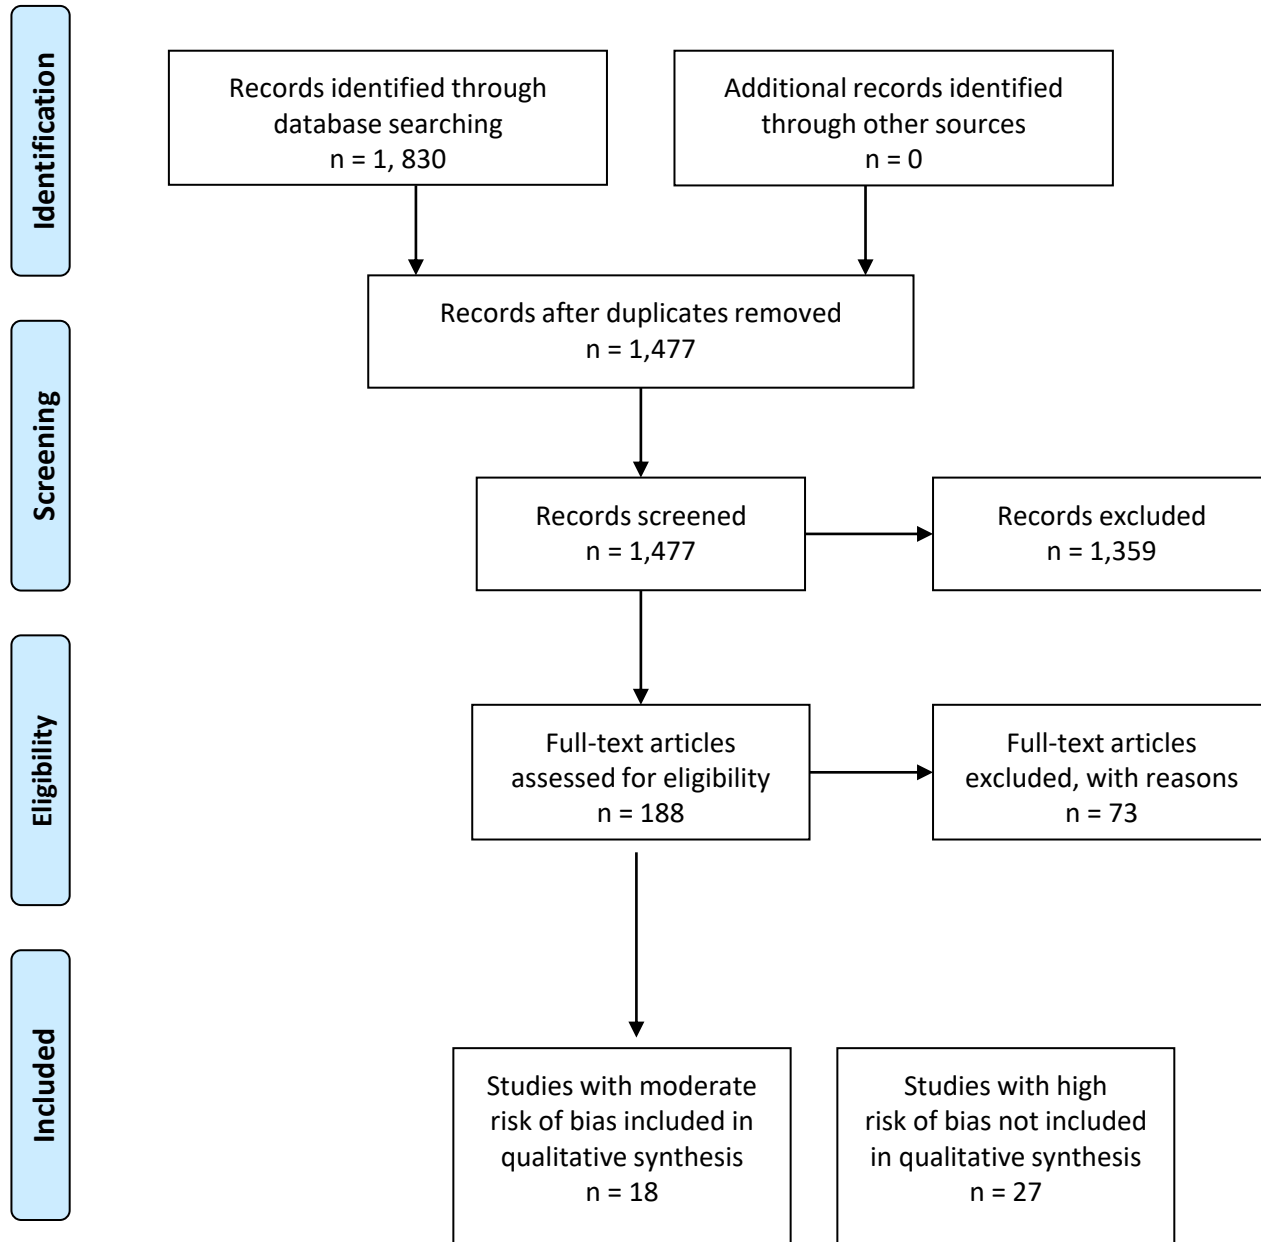 Identification
Records identified through
database searching
n = 1, 830
Additional records identified
through other sources
n = 0
Records after duplicates removed
n = 1,477
Screening
Records screened
n = 1,477
Records excluded
n = 1,359
Eligibility
Full-text articles
assessed for eligibility
n = 188
Full-text articles
excluded, with reasons
n = 73
Included
Studies with moderate
risk of bias included in
qualitative synthesis
n = 18
Studies with high
risk of bias not included
in qualitative synthesis
n = 27